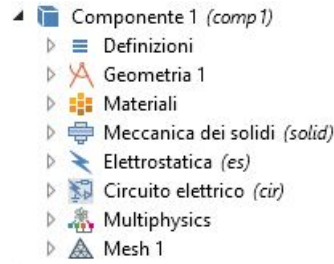 Componente 1 (comp1)
Definizioni
Geometria 1
Materiali
Meccanica dei solidi (solid)
Elettrostatica (es)
Circuito elettrico (cir)
Multiphysics
Mesh 1